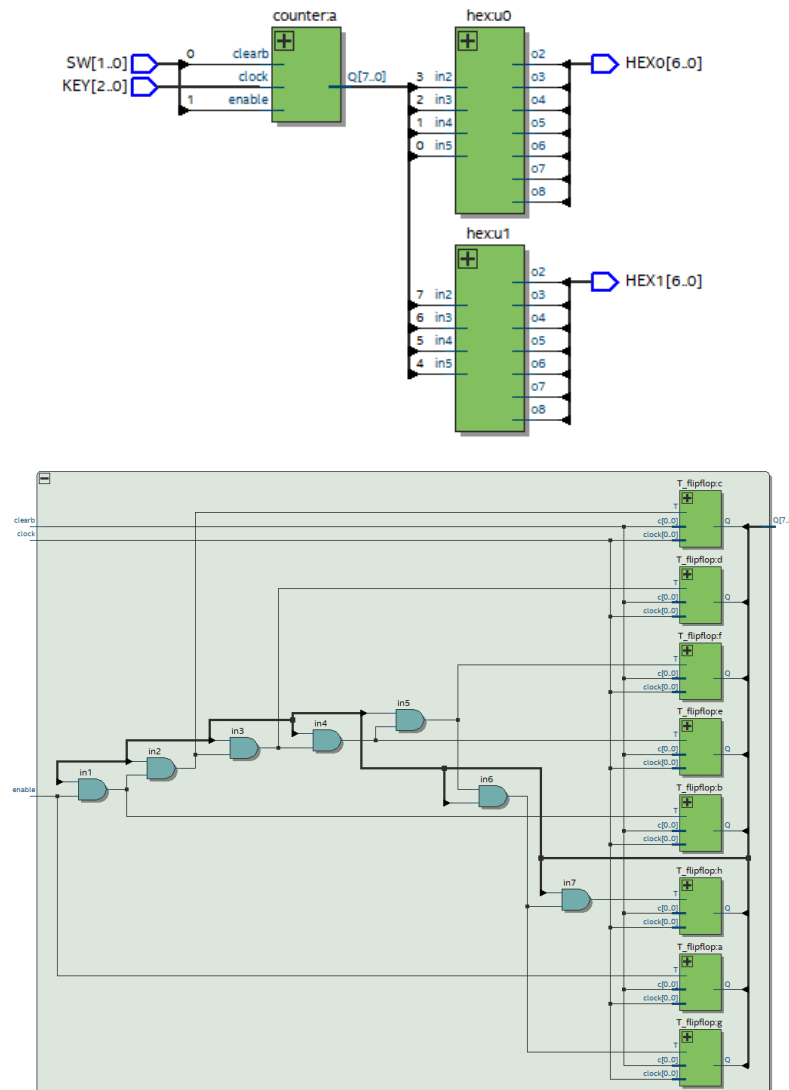 counter:a
hex:u0
SW[1..0]
KEY[2..0]
0
clearb
clock
1
enable
Q[7..0]
3 in2
2 in3
1 in4
0 in5
o2
o3
o4
o5
o6
o7
o8
HEX0[6..0]
hex:u1
7 in2
6 in3
5 in4
4 in5
o2
o3
o4
o5
o6
o7
o8
HEX1[6..0]
clearb
clock
enable
in1
in2
in3
in4
in5
in6
in7
T_flipflop:c
T
c[0..0]
clock[0..0]
Q
Q[7..
T_flipflop:d
T
c[0..0]
clock[0..0]
Q
T_flipflop:f
T
c[0..0]
clock[0..0]
Q
T_flipflop:e
T
c[0..0]
clock[0..0]
Q
T_flipflop:b
T
c[0..0]
clock[0..0]
Q
T_flipflop:h
T
c[0..0]
clock[0..0]
Q
T_flipflop:a
T
c[0..0]
clock[0..0]
Q
T_flipflop:g
T
c[0..0]
clock[0..0]
Q